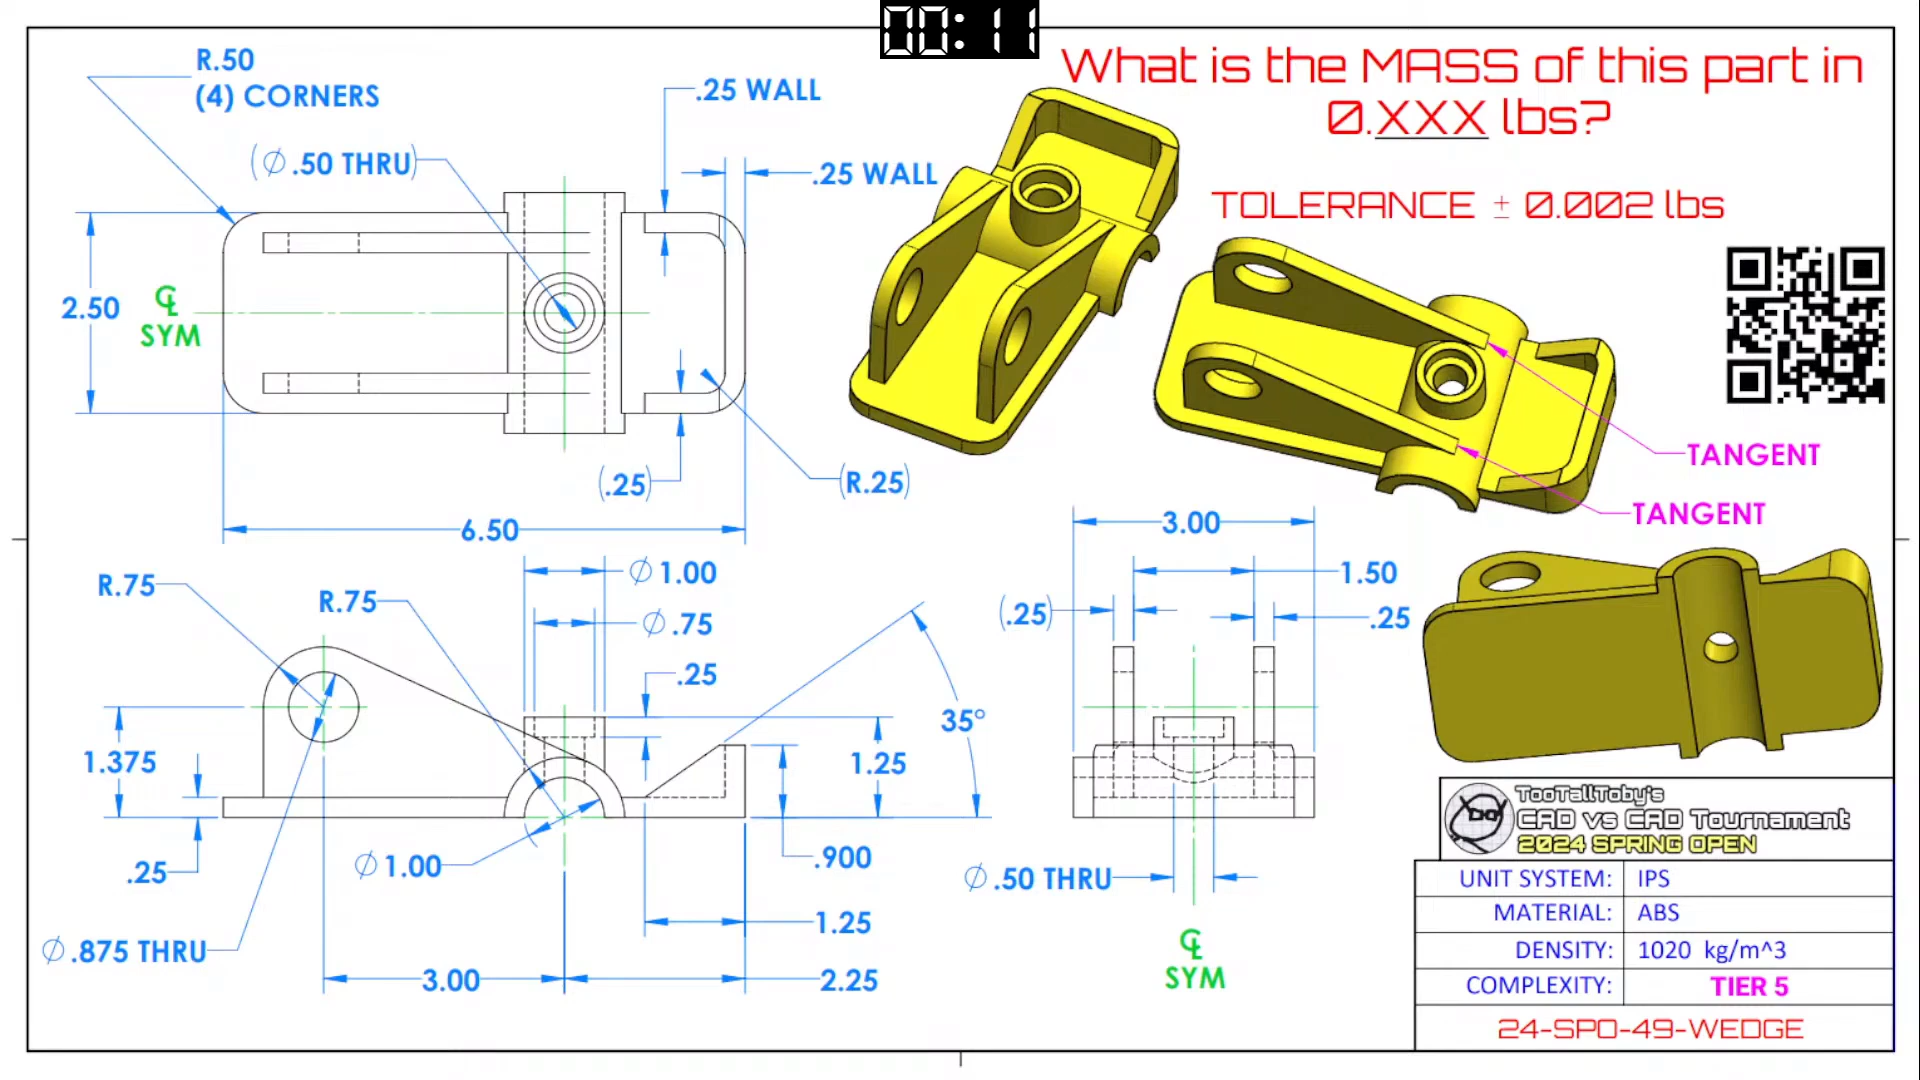 00:11
What is the MASS of this part in
0.XXX lbs?
TOLERANCE ± 0.002 lbs
R.50
(4) CORNERS
(∅ .50 THRU)
.25 WALL
.25 WALL
2.50
℄
SYM
(.25)
(R.25)
6.50
TANGENT
TANGENT
R.75
R.75
∅ 1.00
∅ .75
.25
35°
1.375
1.25
.25
∅ 1.00
.900
∅ .875 THRU
1.25
3.00
2.25
3.00
1.50
(.25)
.25
∅ .50 THRU
℄
SYM
TooTallToby's
CAD vs CAD Tournament
2024 SPRING OPEN
UNIT SYSTEM: IPS
MATERIAL: ABS
DENSITY: 1020 kg/m^3
COMPLEXITY: TIER 5
24-SPO-49-WEDGE